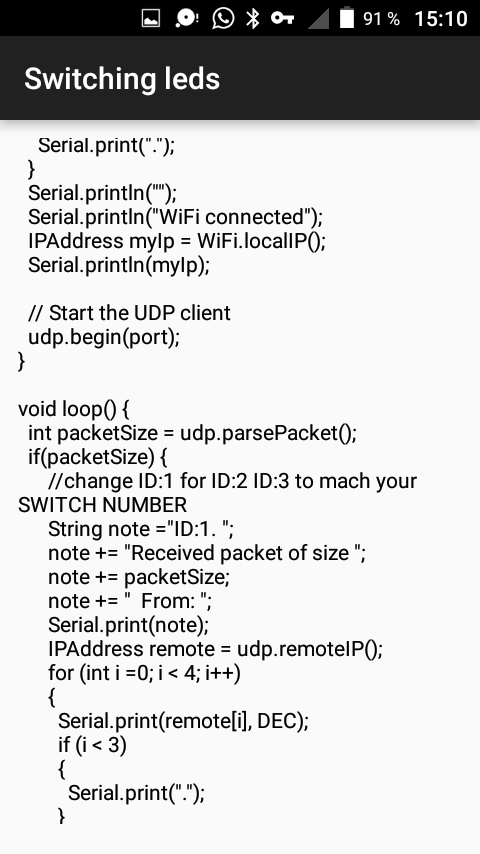 91 % 15:10
Switching leds
Serial.print(".");
}
Serial.println("");
Serial.println("WiFi connected");
IPAddress myIp = WiFi.localIP();
Serial.println(myIp);
// Start the UDP client
udp.begin(port);
}
void loop() {
int packetSize = udp.parsePacket();
if(packetSize) {
//change ID:1 for ID:2 ID:3 to mach your
SWITCH NUMBER
String note ="ID:1. ";
note += "Received packet of size ";
note += packetSize;
note += "  From: ";
Serial.print(note);
IPAddress remote = udp.remoteIP();
for (int i =0; i < 4; i++)
{
Serial.print(remote[i], DEC);
if (i < 3)
{
Serial.print(".");
}